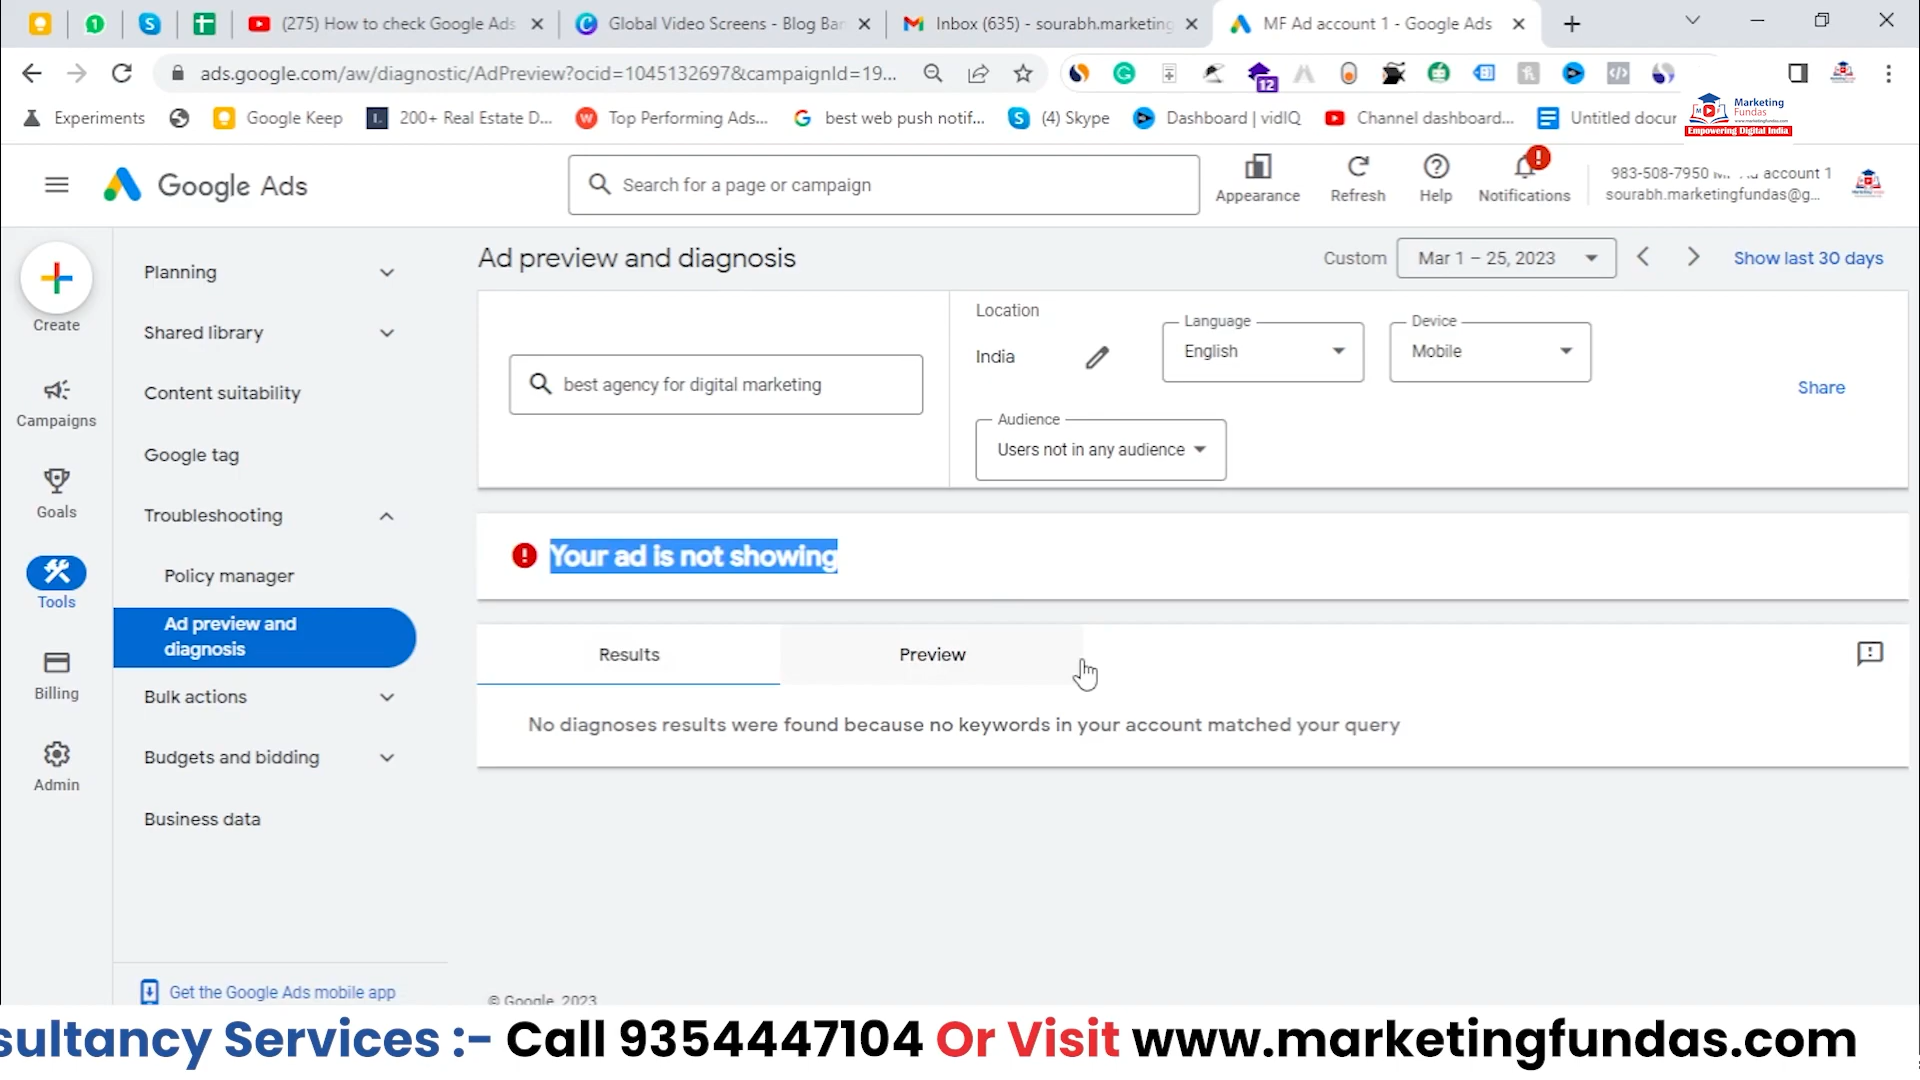 (275) How to check Google Ads
Global Video Screens - Blog Bar
Inbox (635) - sourabh.marketing
MF Ad account 1 - Google Ads
ads.google.com/aw/diagnostic/AdPreview?ocid=1045132697&campaignId=19...
12
Experiments
Google Keep
200+ Real Estate D...
Top Performing Ads...
best web push notif...
(4) Skype
Dashboard | vidIQ
Channel dashboard...
Untitled docur
Marketing
Fundas
Empowering Digital India
Google Ads
Search for a page or campaign
Appearance
Refresh
Help
Notifications
983-508-7950
account 1
sourabh.marketingfundas@g...
Create
Campaigns
Goals
Tools
Billing
Admin
Planning
Shared library
Content suitability
Google tag
Troubleshooting
Policy manager
Ad preview and
diagnosis
Bulk actions
Budgets and bidding
Business data
Get the Google Ads mobile app
Ad preview and diagnosis
Custom
Mar 1 – 25, 2023
Show last 30 days
best agency for digital marketing
Location
India
Language
English
Device
Mobile
Share
Audience
Users not in any audience
Your ad is not showing
Results
Preview
No diagnoses results were found because no keywords in your account matched your query
© Google, 2023
sultancy Services :- Call 9354447104 Or Visit www.marketingfundas.com